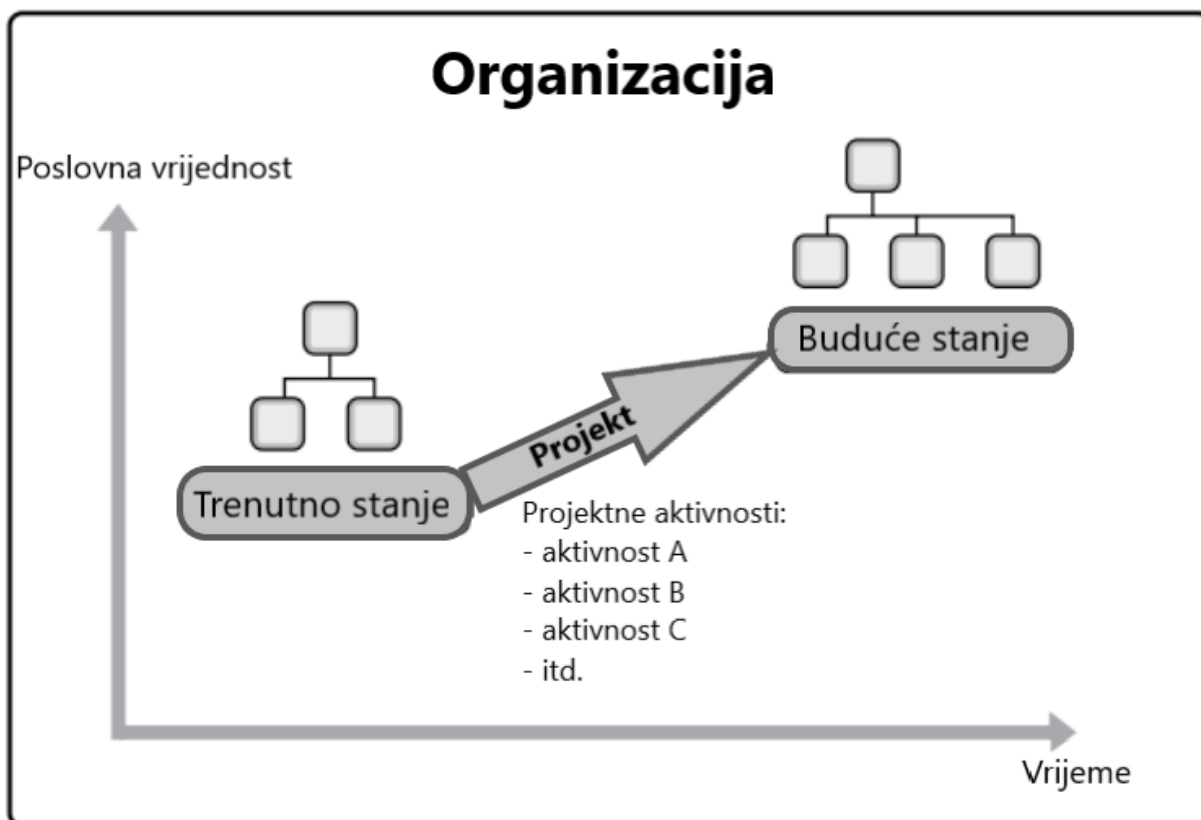 Organizacija
Poslovna vrijednost
Buduće stanje
Projekt
Trenutno stanje
Projektne aktivnosti:
- aktivnost A
- aktivnost B
- aktivnost C
- itd.
Vrijeme